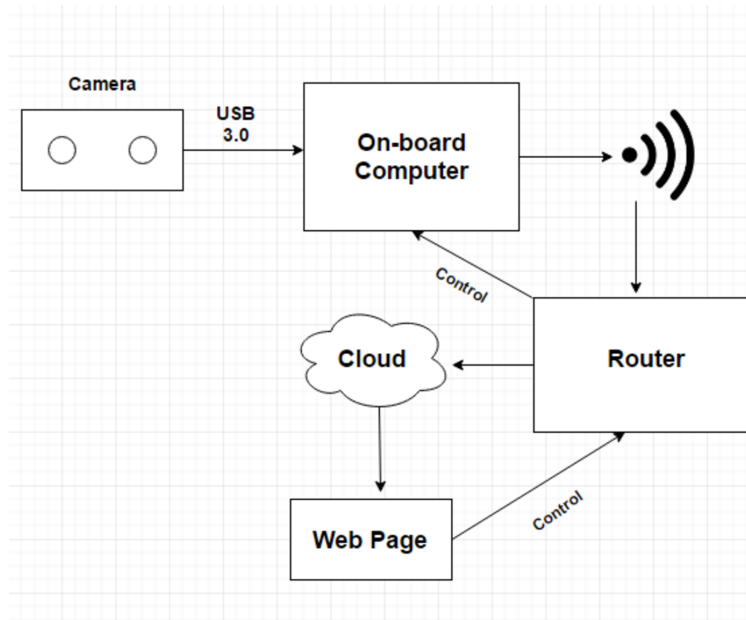 Camera
USB
3.0
On-board
Computer
Control
Cloud
Router
Web Page
Control